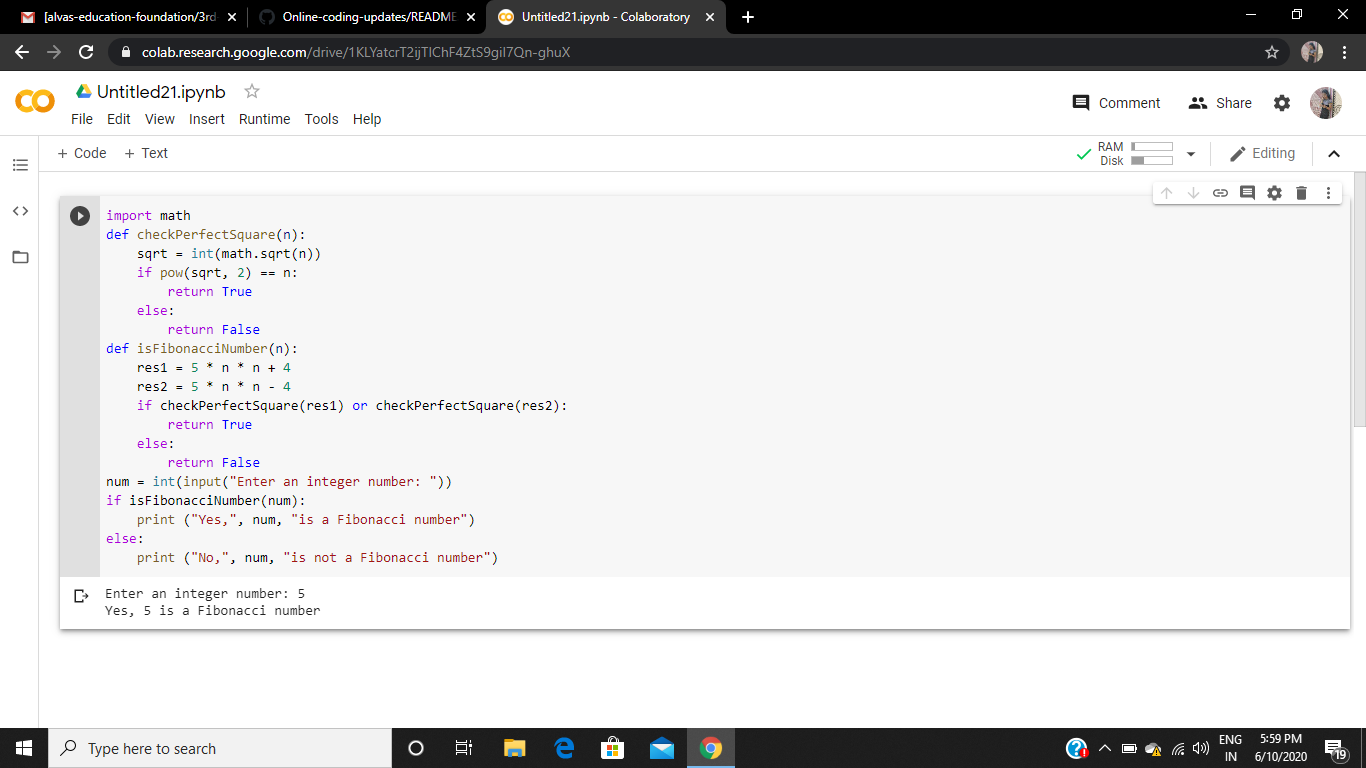 [alvas-education-foundation/3rd
Online-coding-updates/README
Untitled21.ipynb - Colaboratory
colab.research.google.com/drive/1KLYatcrT2ijTlChF4ZtS9gil7Qn-ghuX
Untitled21.ipynb
File Edit View Insert Runtime Tools Help
Comment Share
+ Code + Text
RAM
Disk
Editing
import math
def checkPerfectSquare(n):
    sqrt = int(math.sqrt(n))
    if pow(sqrt, 2) == n:
        return True
    else:
        return False
def isFibonacciNumber(n):
    res1 = 5 * n * n + 4
    res2 = 5 * n * n - 4
    if checkPerfectSquare(res1) or checkPerfectSquare(res2):
        return True
    else:
        return False
num = int(input("Enter an integer number: "))
if isFibonacciNumber(num):
    print ("Yes,", num, "is a Fibonacci number")
else:
    print ("No,", num, "is not a Fibonacci number")
Enter an integer number: 5
Yes, 5 is a Fibonacci number
Type here to search
ENG
IN
5:59 PM
6/10/2020
19